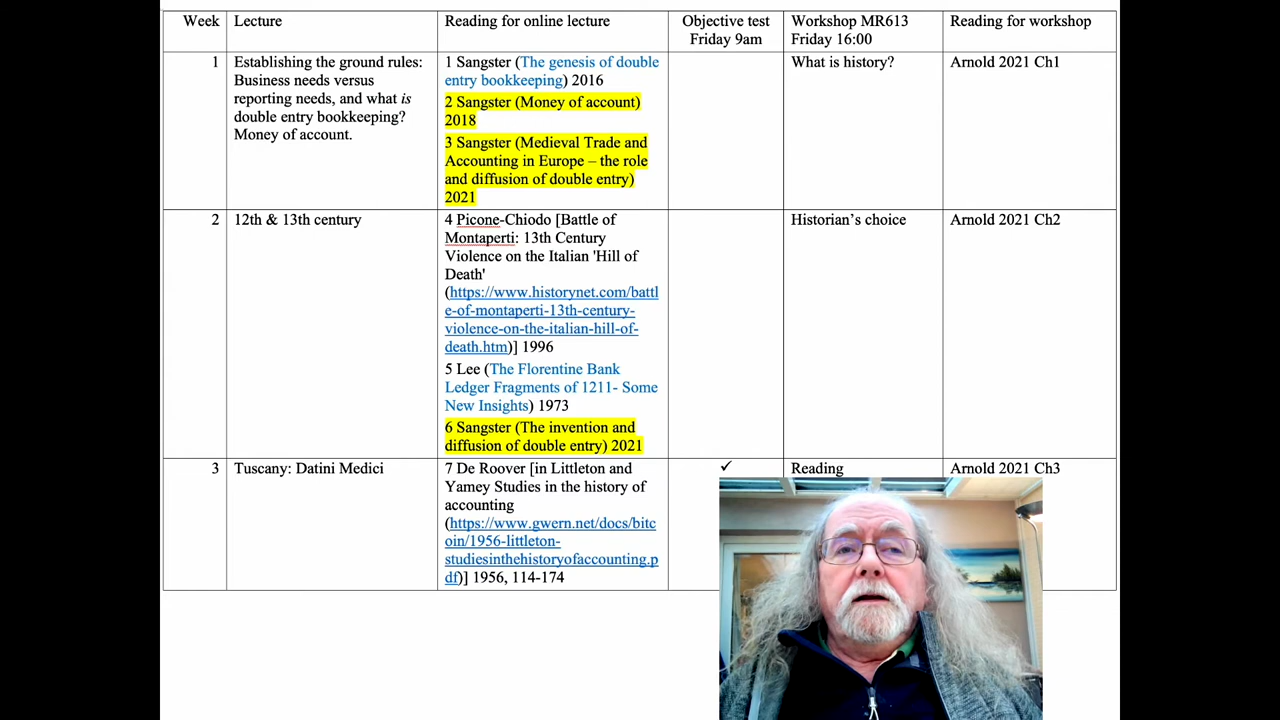 Week Lecture Reading for online lecture Objective test Workshop MR613 Reading for workshop
Friday 9am Friday 16:00
1 Establishing the ground rules: 1 Sangster (The genesis of double What is history? Arnold 2021 Ch1
Business needs versus entry bookkeeping) 2016
reporting needs, and what is 2 Sangster (Money of account)
double entry bookkeeping? 2018
Money of account. 3 Sangster (Medieval Trade and
Accounting in Europe – the role
and diffusion of double entry)
2021
2 12th & 13th century 4 Picone-Chiodo [Battle of Historian’s choice Arnold 2021 Ch2
Montaperti: 13th Century
Violence on the Italian 'Hill of
Death'
(https://www.historynet.com/battl
e-of-montaperti-13th-century-
violence-on-the-italian-hill-of-
death.htm)] 1996
5 Lee (The Florentine Bank
Ledger Fragments of 1211- Some
New Insights) 1973
6 Sangster (The invention and
diffusion of double entry) 2021
3 Tuscany: Datini Medici 7 De Roover [in Littleton and ✓ Reading Arnold 2021 Ch3
Yamey Studies in the history of
accounting
(https://www.gwern.net/docs/bitc
oin/1956-littleton-
studiesinthehistoryofaccounting.p
df)] 1956, 114-174